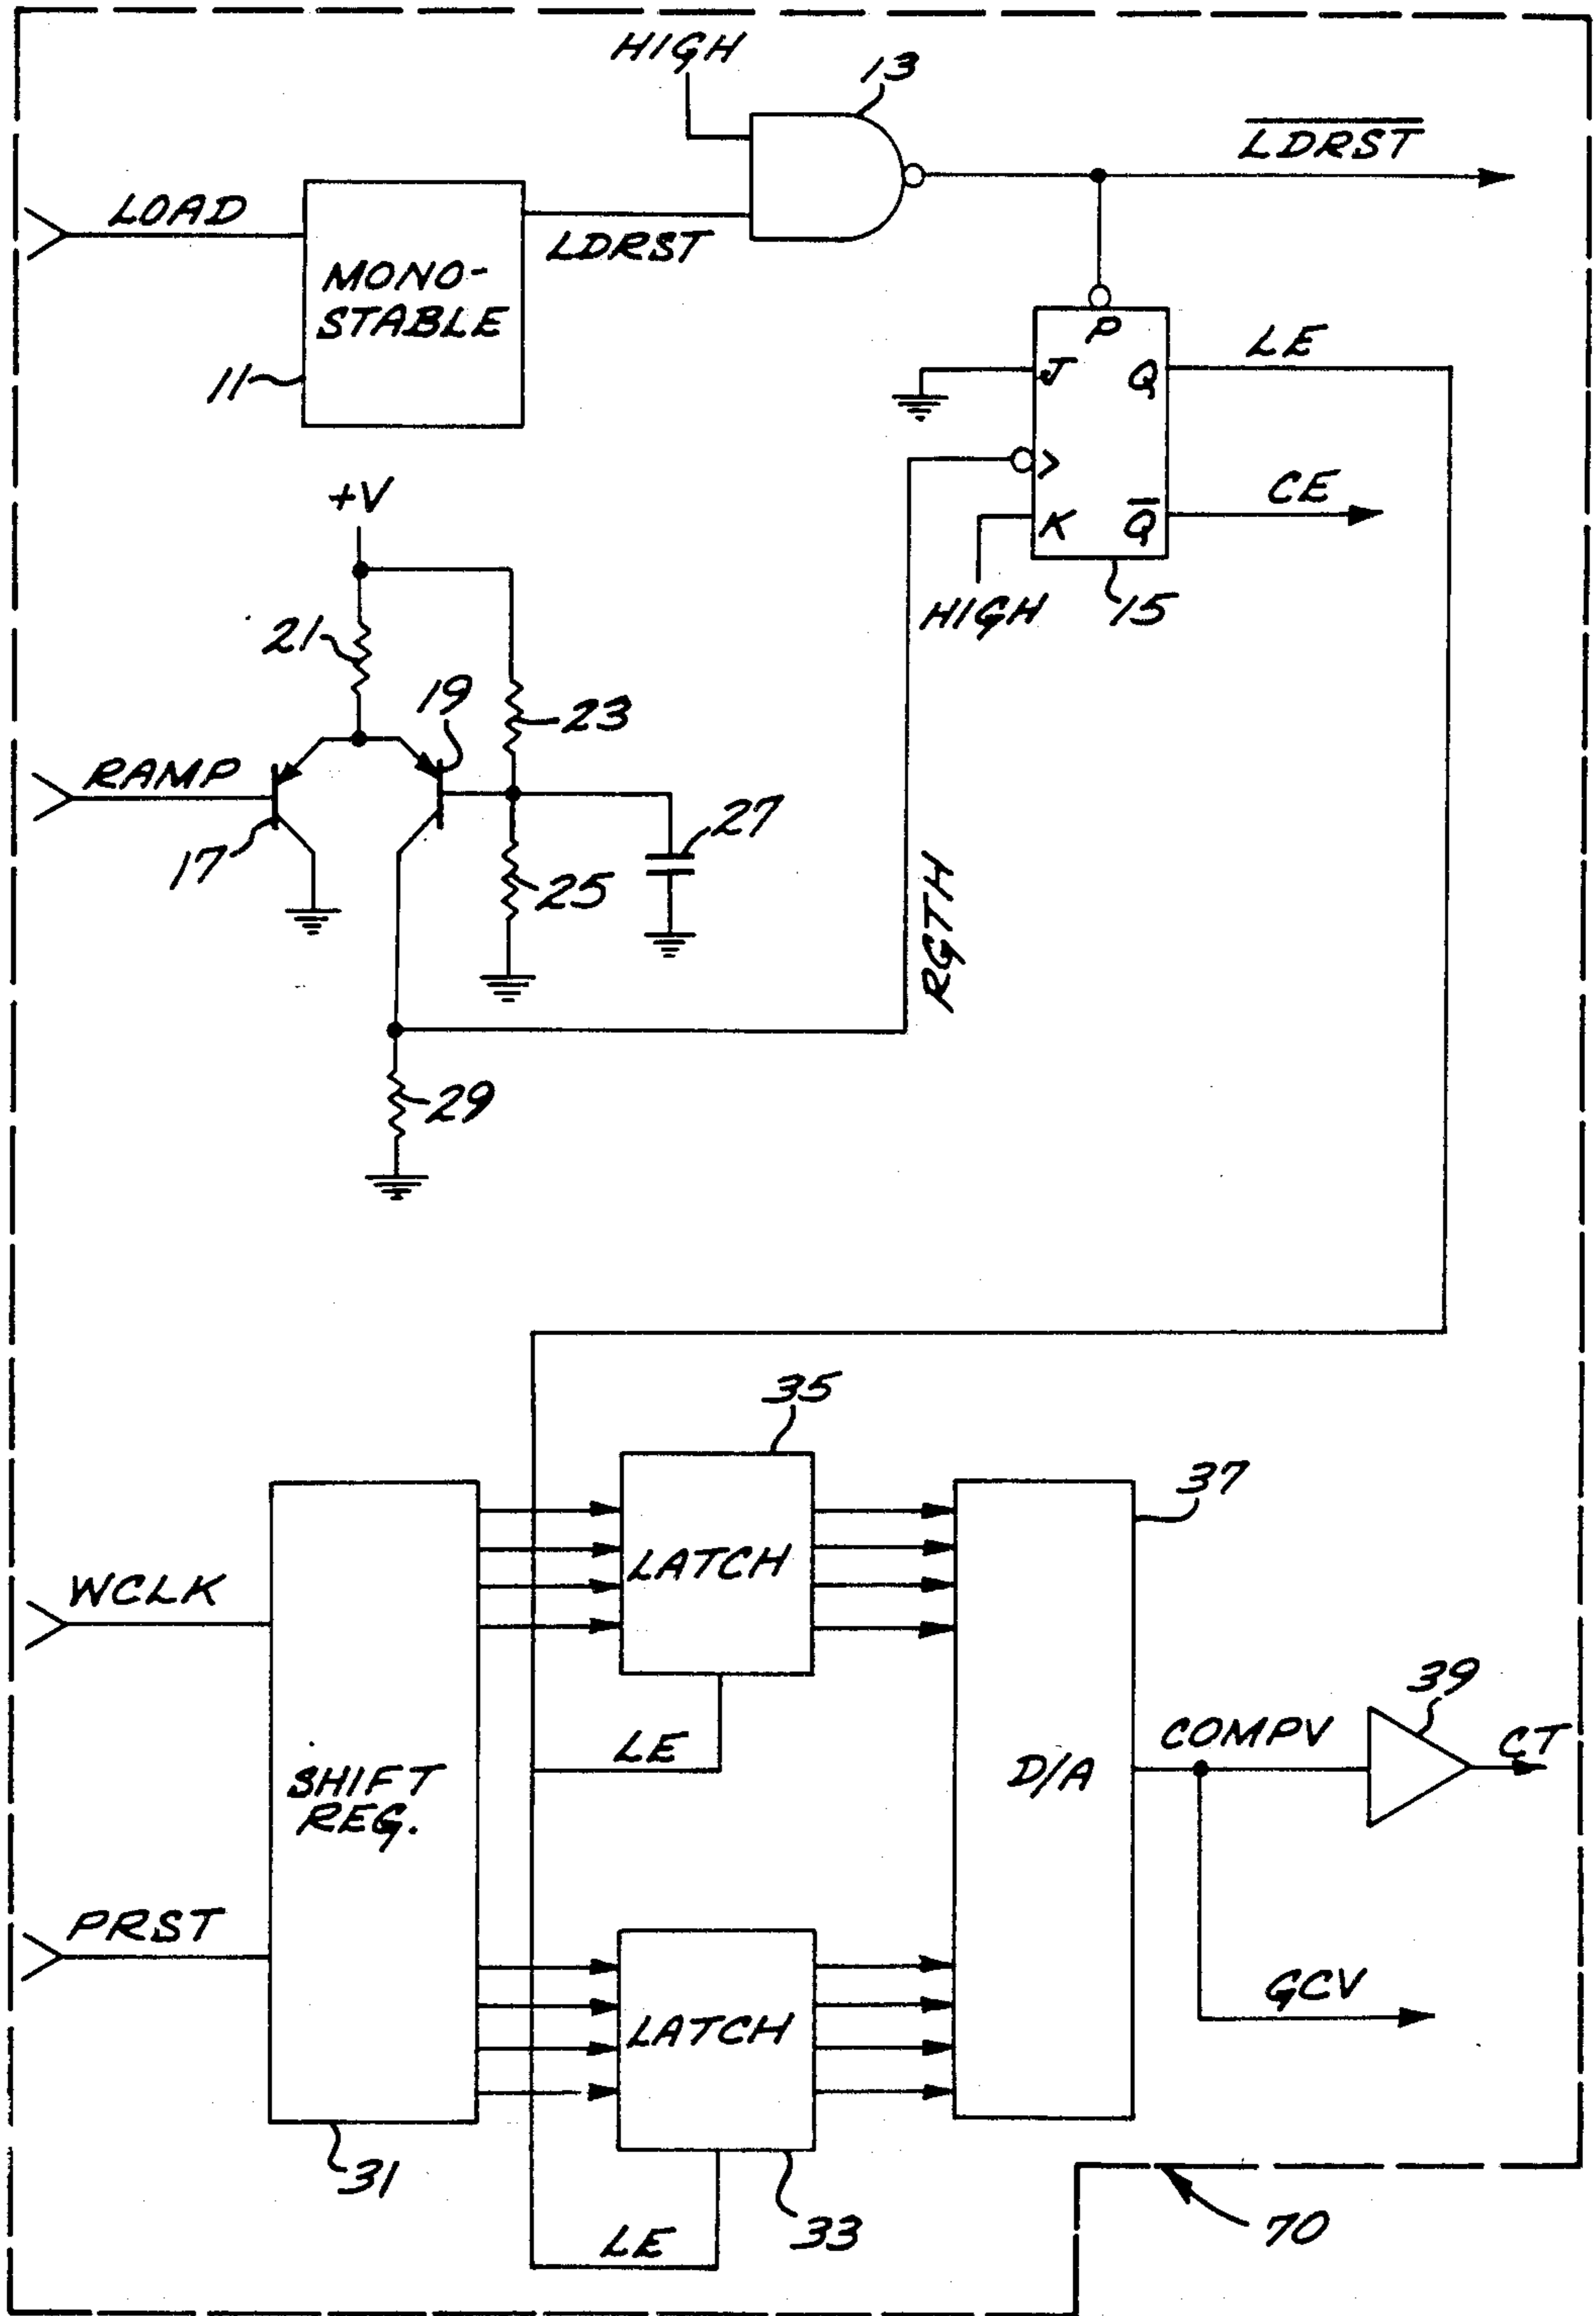 HIGH
13
LDRST
LOAD
LDRST
MONO-
STABLE
11
P
J
Q
LE
+V
CE
K
Q̅
HIGH
15
21
19
23
RAMP
17
27
25
RGTH
29
35
37
WCLK
LATCH
39
COMPV
CT
LE
SHIFT
REG.
D/A
PRST
GCV
LATCH
31
LE
33
70